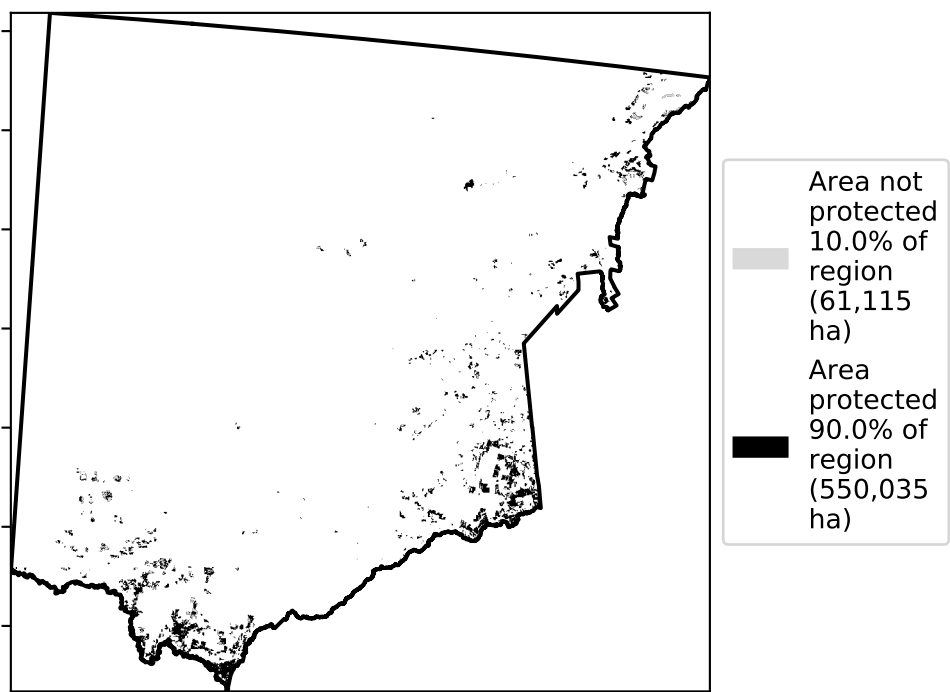 Area not
protected
10.0% of
region
(61,115
ha)
Area
protected
90.0% of
region
(550,035
ha)